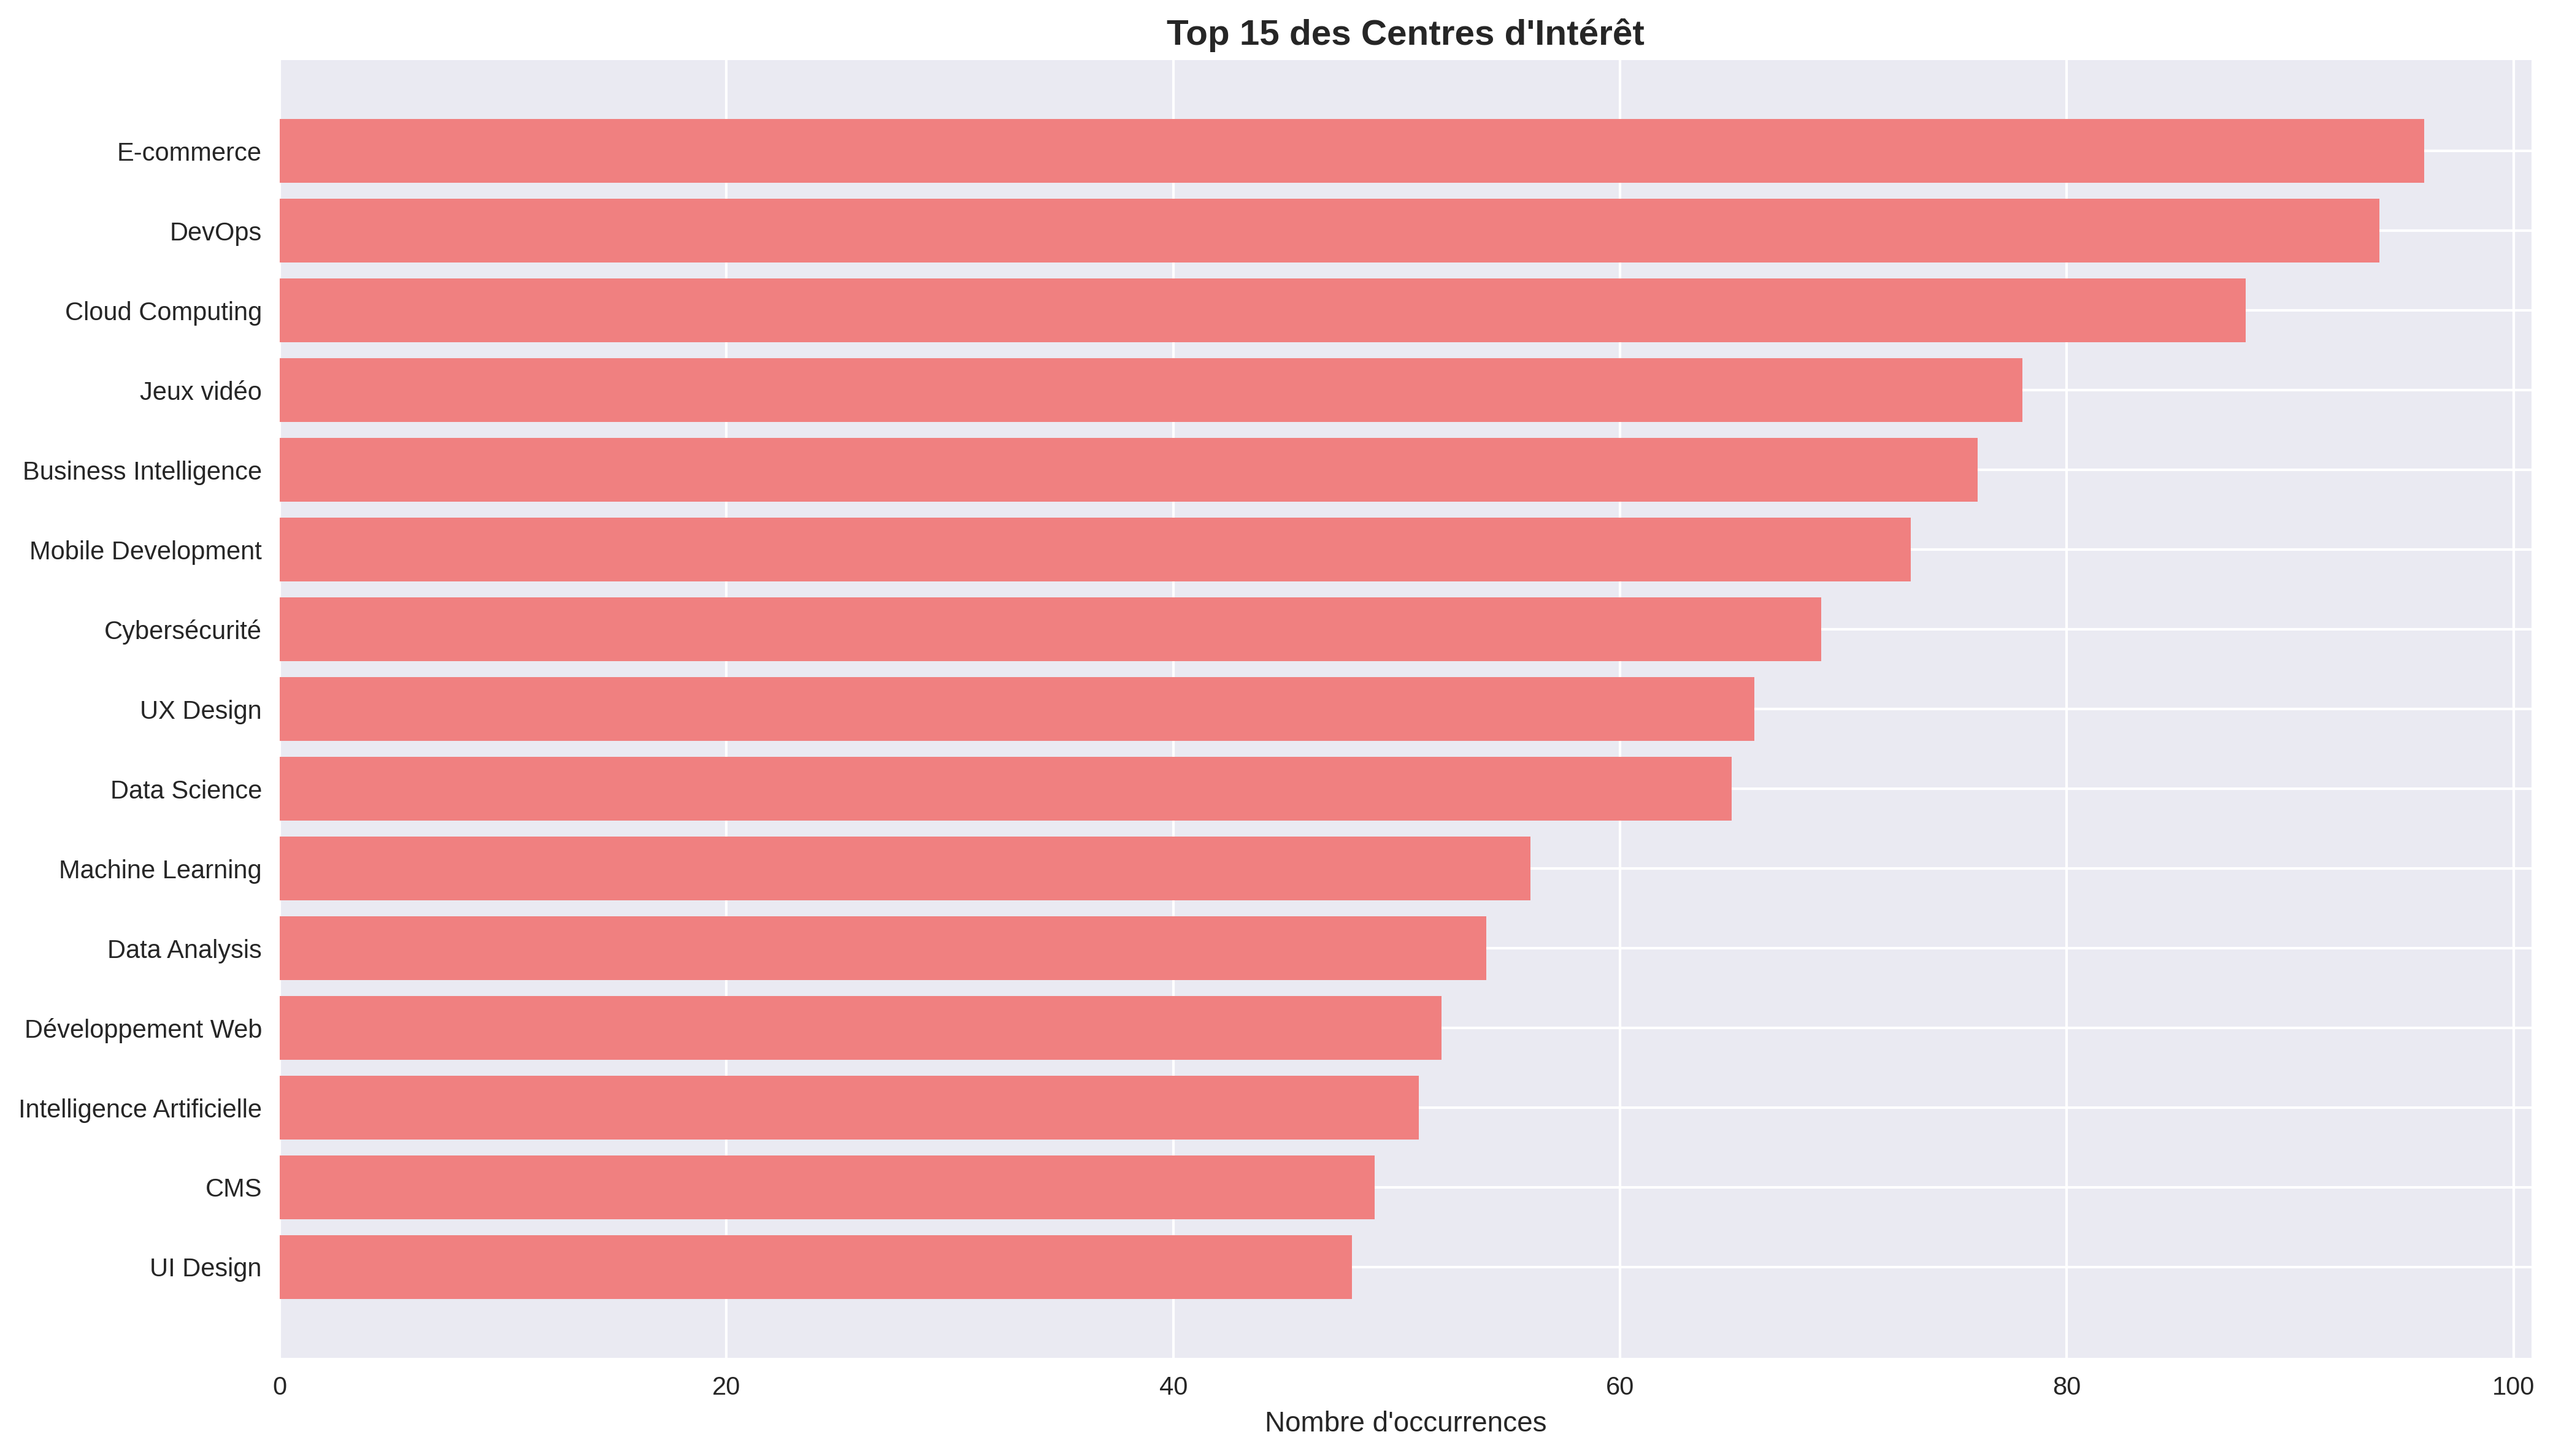 Top 15 des Centres d'Intérêt
E-commerce
DevOps
Cloud Computing
Jeux vidéo
Business Intelligence
Mobile Development
Cybersécurité
UX Design
Data Science
Machine Learning
Data Analysis
Développement Web
Intelligence Artificielle
CMS
UI Design
0 20 40 60 80 100
Nombre d'occurrences